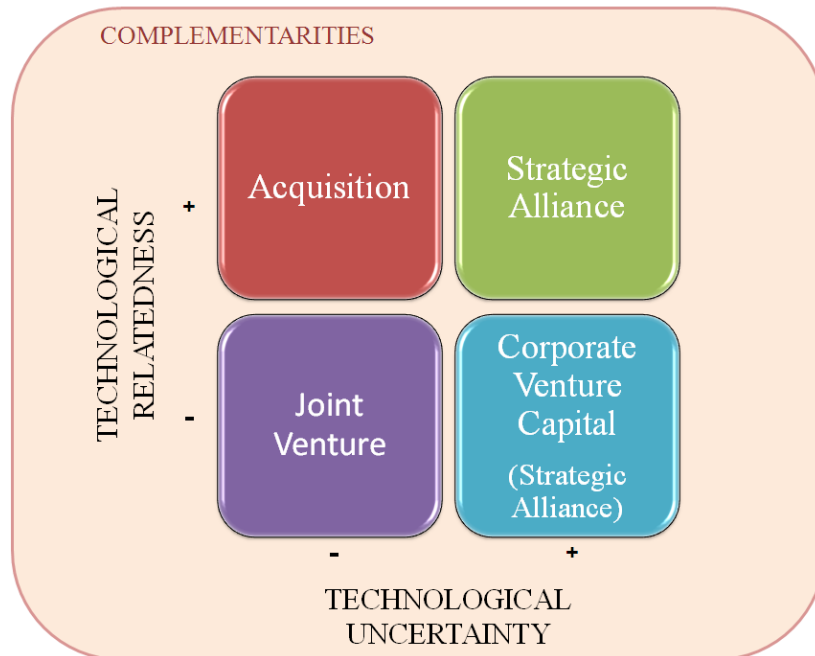 COMPLEMENTARITIES
TECHNOLOGICAL
RELATEDNESS
+
Acquisition
Strategic
Alliance
-
Joint
Venture
Corporate
Venture
Capital
(Strategic
Alliance)
-
+
TECHNOLOGICAL
UNCERTAINTY